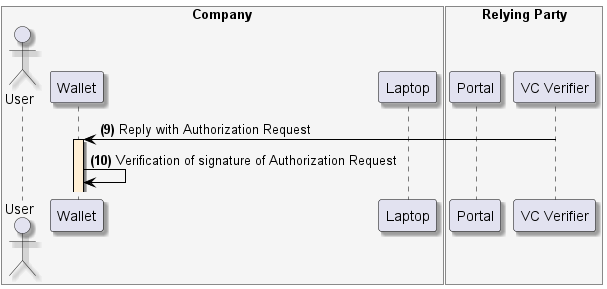 Company
Relying Party
User
Wallet
Laptop
Portal
VC Verifier
(9) Reply with Authorization Request
(10) Verification of signature of Authorization Request
User
Wallet
Laptop
Portal
VC Verifier